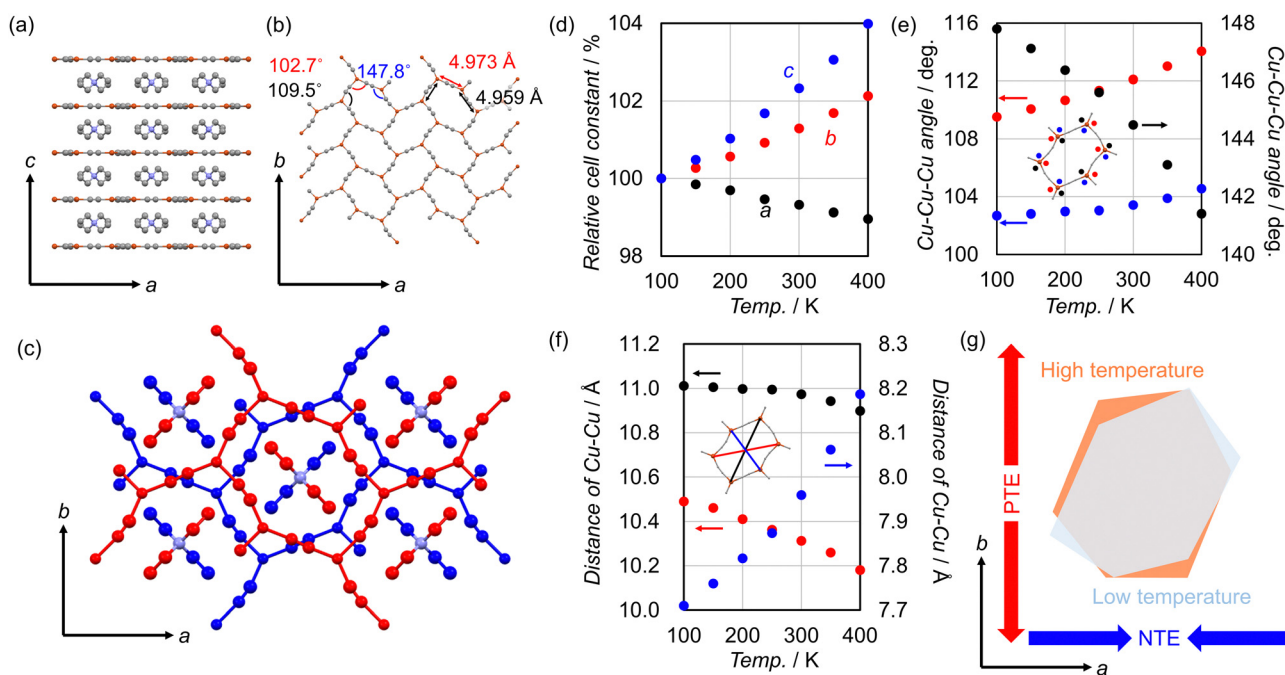 (a)
c
a
(b)
102.7°
109.5°
147.8°
4.973 Å
4.959 Å
b
a
(c)
b
a
(d)
Relative cell constant / %
104
102
100
98
c
b
a
100 200 300 400
Temp. / K
(e)
Cu-Cu-Cu angle / deg.
116
112
108
104
100
148
146
144
142
140
Cu-Cu-Cu angle / deg.
100 200 300 400
Temp. / K
(f)
Distance of Cu-Cu / Å
11.2
11.0
10.8
10.6
10.4
10.2
10.0
8.3
8.2
8.1
8.0
7.9
7.8
7.7
Distance of Cu-Cu / Å
100 200 300 400
Temp. / K
(g)
High temperature
PTE
b
Low temperature
NTE
a